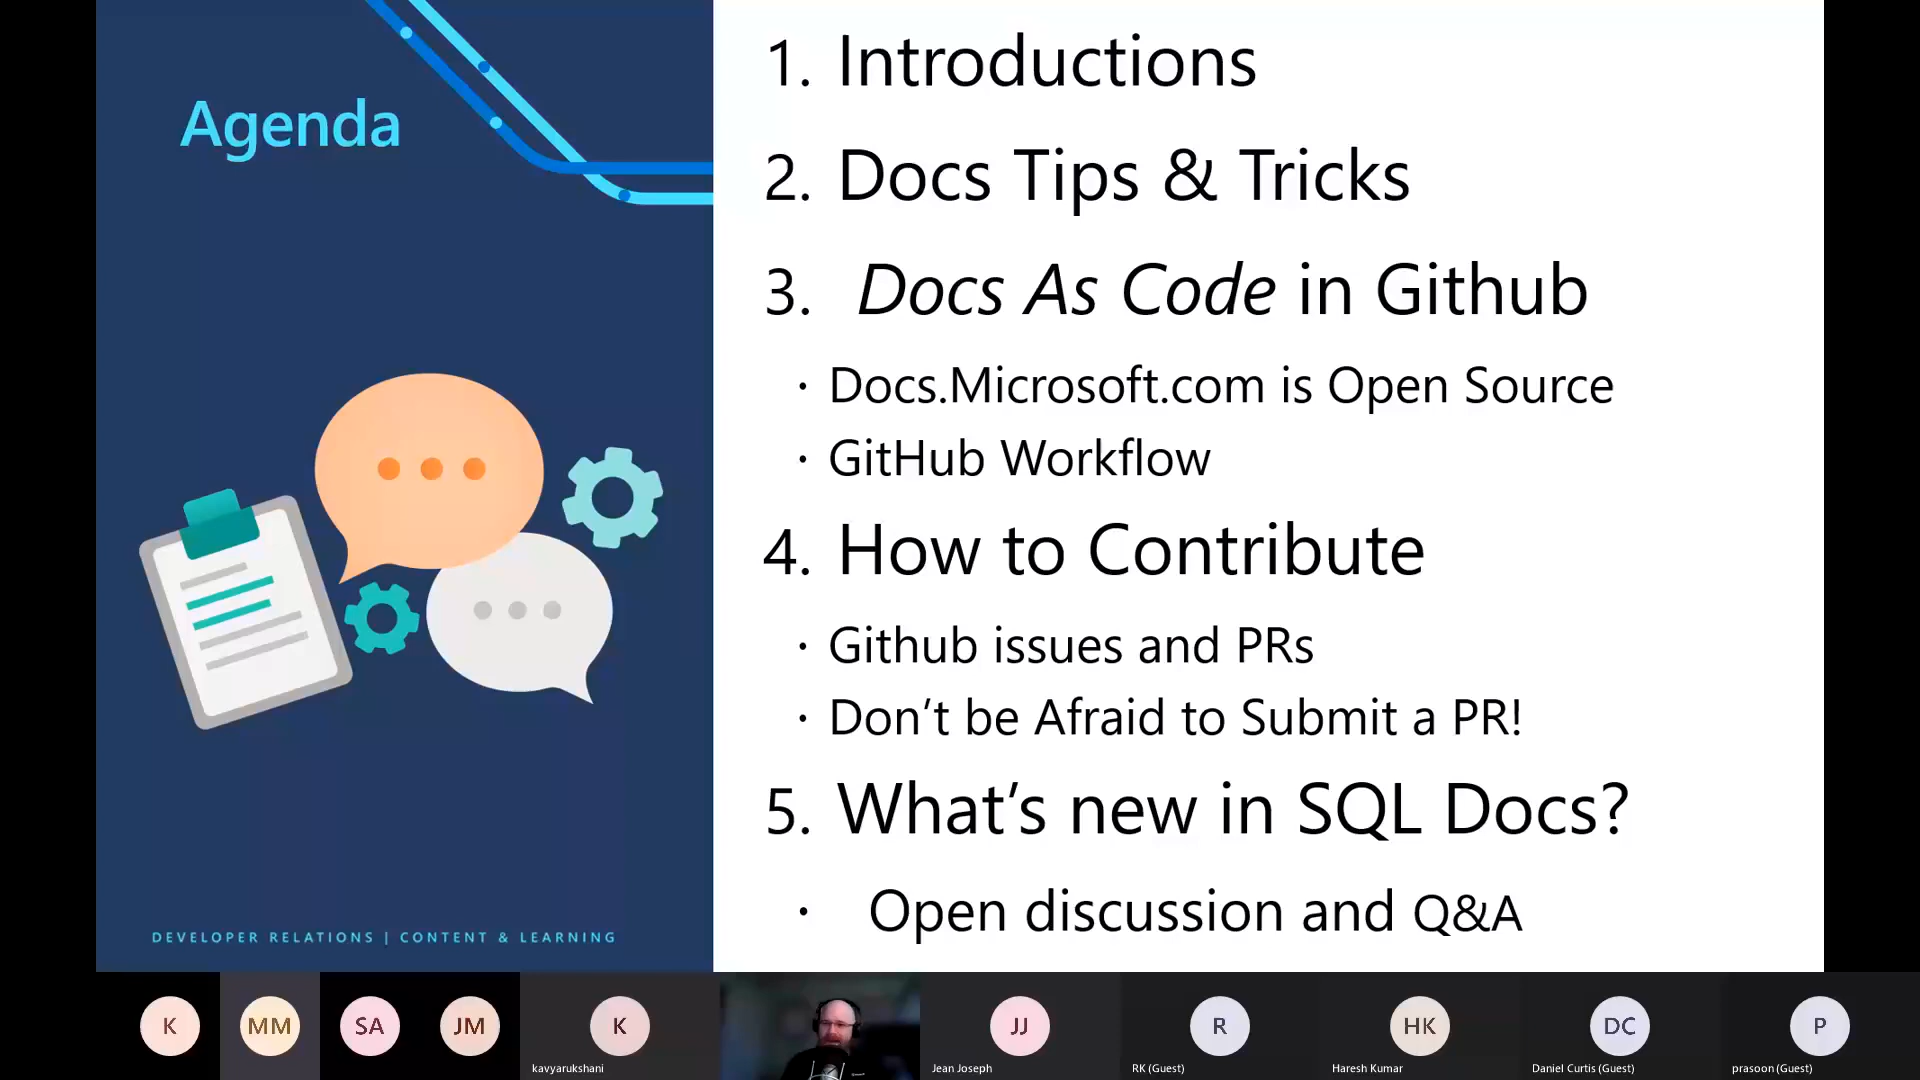 Agenda
1. Introductions
2. Docs Tips & Tricks
3. Docs As Code in Github
· Docs.Microsoft.com is Open Source
· GitHub Workflow
4. How to Contribute
· Github issues and PRs
· Don’t be Afraid to Submit a PR!
5. What’s new in SQL Docs?
· Open discussion and Q&A
DEVELOPER RELATIONS | CONTENT & LEARNING
K
MM
SA
JM
K
kavyarukshani
JJ
Jean Joseph
R
RK (Guest)
HK
Haresh Kumar
DC
Daniel Curtis (Guest)
P
prasoon (Guest)